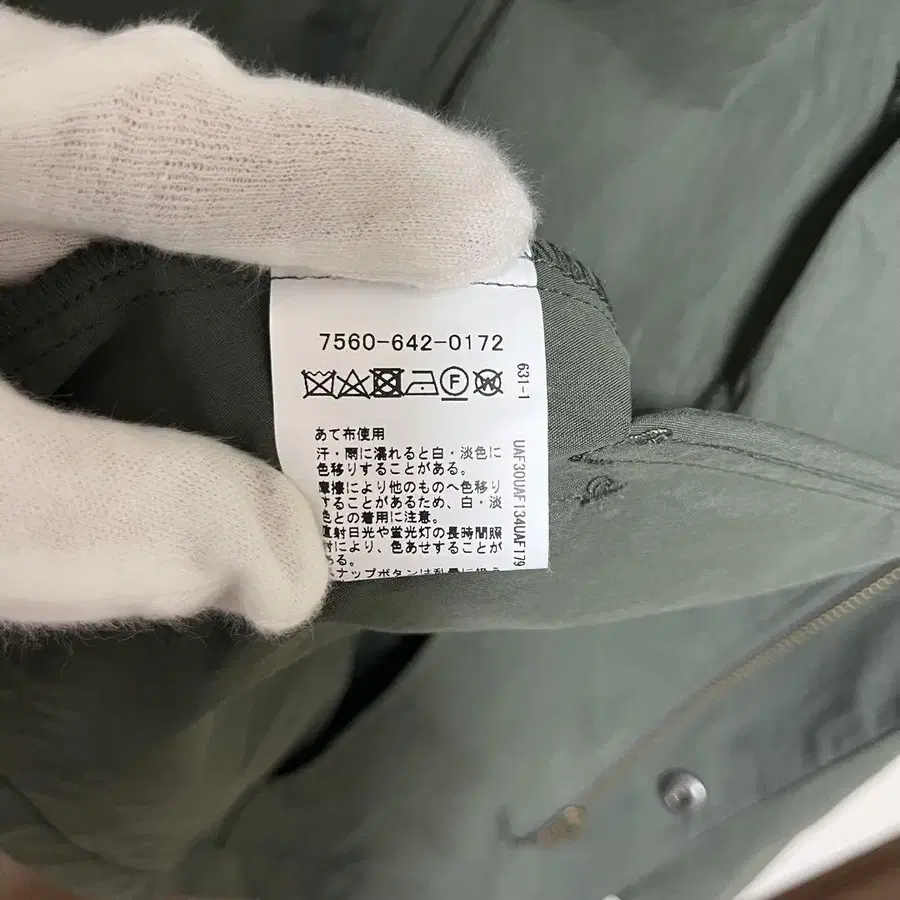 7560-642-0172
631-1
UAF30UAF134UAF179
F
W
あて布使用
汗・雨に濡れると白・淡色に
色移りすることがある。
摩擦により他のものへ色移り
することがあるため、白・淡
色との着用に注意。
直射日光や蛍光灯の長時間照
射により、色あせすることが
ある。